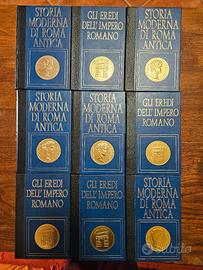 STORIA
MODERNA
DI ROMA
ANTICA
GLI EREDI
DELL'IMPERO
ROMANO
STORIA
MODERNA
DI ROMA
ANTICA
STORIA
MODERNA
DI ROMA
ANTICA
STORIA
MODERNA
DI ROMA
ANTICA
GLI EREDI
DELL'IMPERO
ROMANO
GLI EREDI
DELL'IMPERO
ROMANO
GLI EREDI
DELL'IMPERO
ROMANO
STORIA
MODERNA
DI ROMA
ANTICA
subito